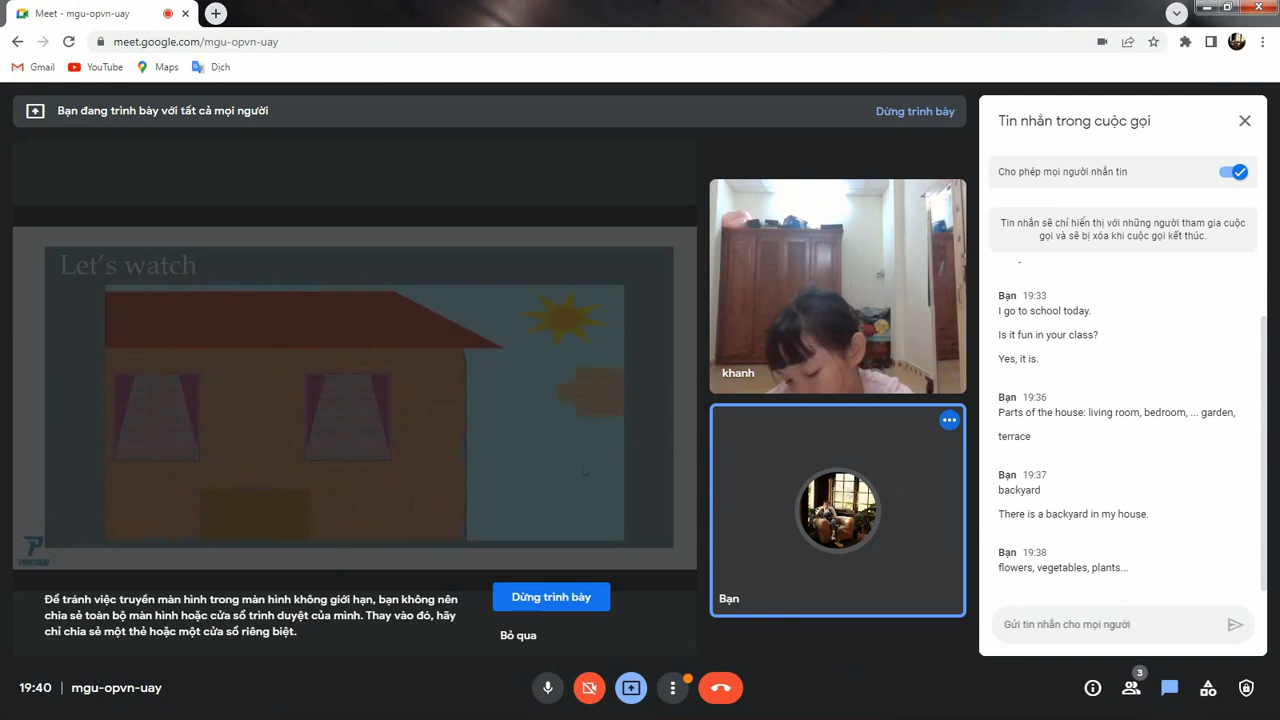 Meet - mgu-opvn-uay
meet.google.com/mgu-opvn-uay
Gmail
YouTube
Maps
Dịch
Bạn đang trình bày với tất cả mọi người
Dừng trình bày
Let's watch
PANTADO
Để tránh việc truyền màn hình trong màn hình không giới hạn, bạn không nên
chia sẻ toàn bộ màn hình hoặc cửa sổ trình duyệt của mình. Thay vào đó, hãy
chỉ chia sẻ một thẻ hoặc một cửa sổ riêng biệt.
Dừng trình bày
Bỏ qua
khanh
Bạn
Tin nhắn trong cuộc gọi
Cho phép mọi người nhắn tin
Tin nhắn sẽ chỉ hiển thị với những người tham gia cuộc
gọi và sẽ bị xóa khi cuộc gọi kết thúc.
Bạn 19:33
I go to school today.
Is it fun in your class?
Yes, it is.
Bạn 19:36
Parts of the house: living room, bedroom, ... garden,
terrace
Bạn 19:37
backyard
There is a backyard in my house.
Bạn 19:38
flowers, vegetables, plants...
Gửi tin nhắn cho mọi người
19:40 | mgu-opvn-uay
3